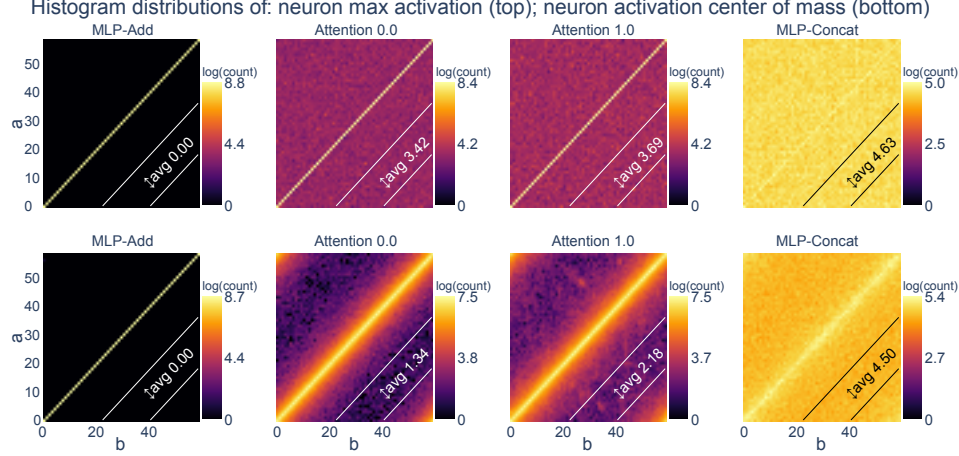 Histogram distributions of: neuron max activation (top); neuron activation center of mass (bottom)
MLP-Add
Attention 0.0
Attention 1.0
MLP-Concat
log(count)
8.8
4.4
0
↕avg 0.00
log(count)
8.4
4.2
0
↕avg 3.42
log(count)
8.4
4.2
0
↕avg 3.69
log(count)
5.0
2.5
0
↕avg 4.63
a
50
40
30
20
10
0
MLP-Add
Attention 0.0
Attention 1.0
MLP-Concat
log(count)
8.7
4.4
0
↕avg 0.00
log(count)
7.5
3.8
0
↕avg 1.34
log(count)
7.5
3.7
0
↕avg 2.18
log(count)
5.4
2.7
0
↕avg 4.50
a
50
40
30
20
10
0
0 20 40
0 20 40
0 20 40
0 20 40
b
b
b
b